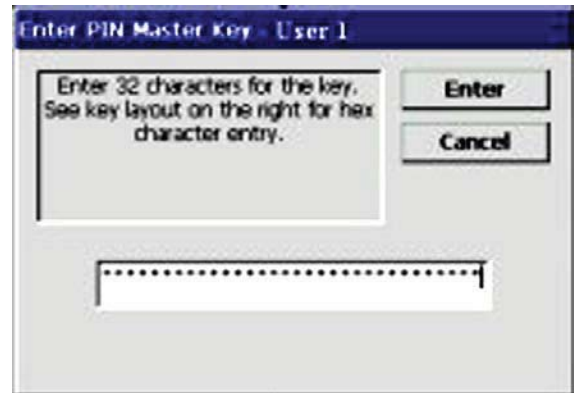 Enter PIN Master Key - User 1
Enter 32 characters for the key.
See key layout on the right for hex
character entry.
Enter
Cancel